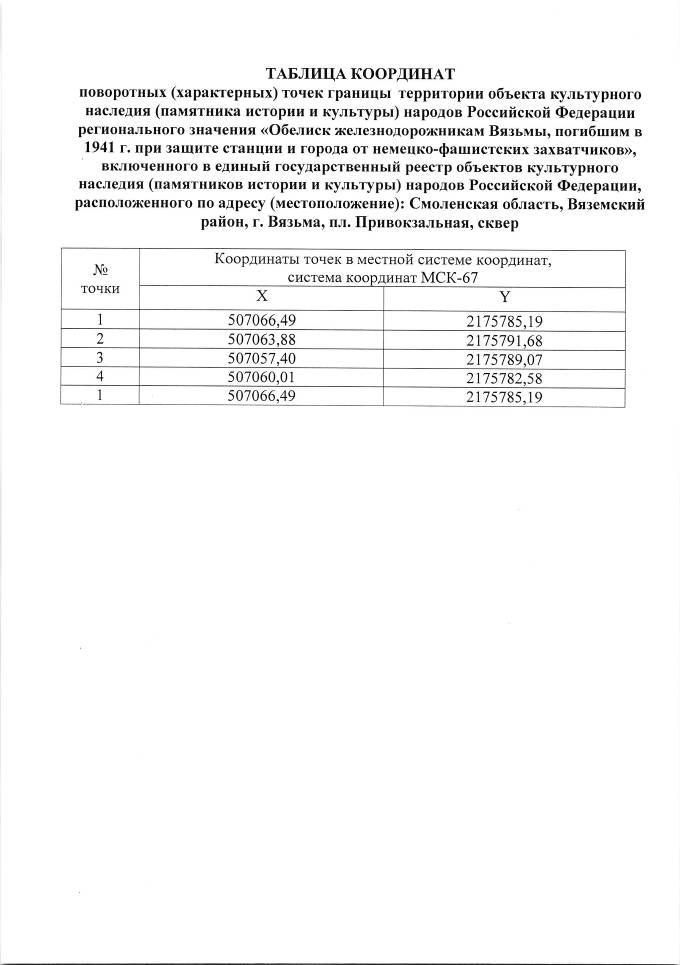 ТАБЛИЦА КООРДИНАТ
поворотных (характерных) точек границы территории объекта культурного
наследия (памятника истории и культуры) народов Российской Федерации
регионального значения «Обелиск железнодорожникам Вязьмы, погибшим в
1941 г. при защите станции и города от немецко-фашистских захватчиков»,
включенного в единый государственный реестр объектов культурного
наследия (памятников истории и культуры) народов Российской Федерации,
расположенного по адресу (местоположение): Смоленская область, Вяземский
район, г. Вязьма, пл. Привокзальная, сквер
№ точки Координаты точек в местной системе координат,
система координат МСК-67
X Y
1 507066,49 2175785,19
2 507063,88 2175791,68
3 507057,40 2175789,07
4 507060,01 2175782,58
1 507066,49 2175785,19